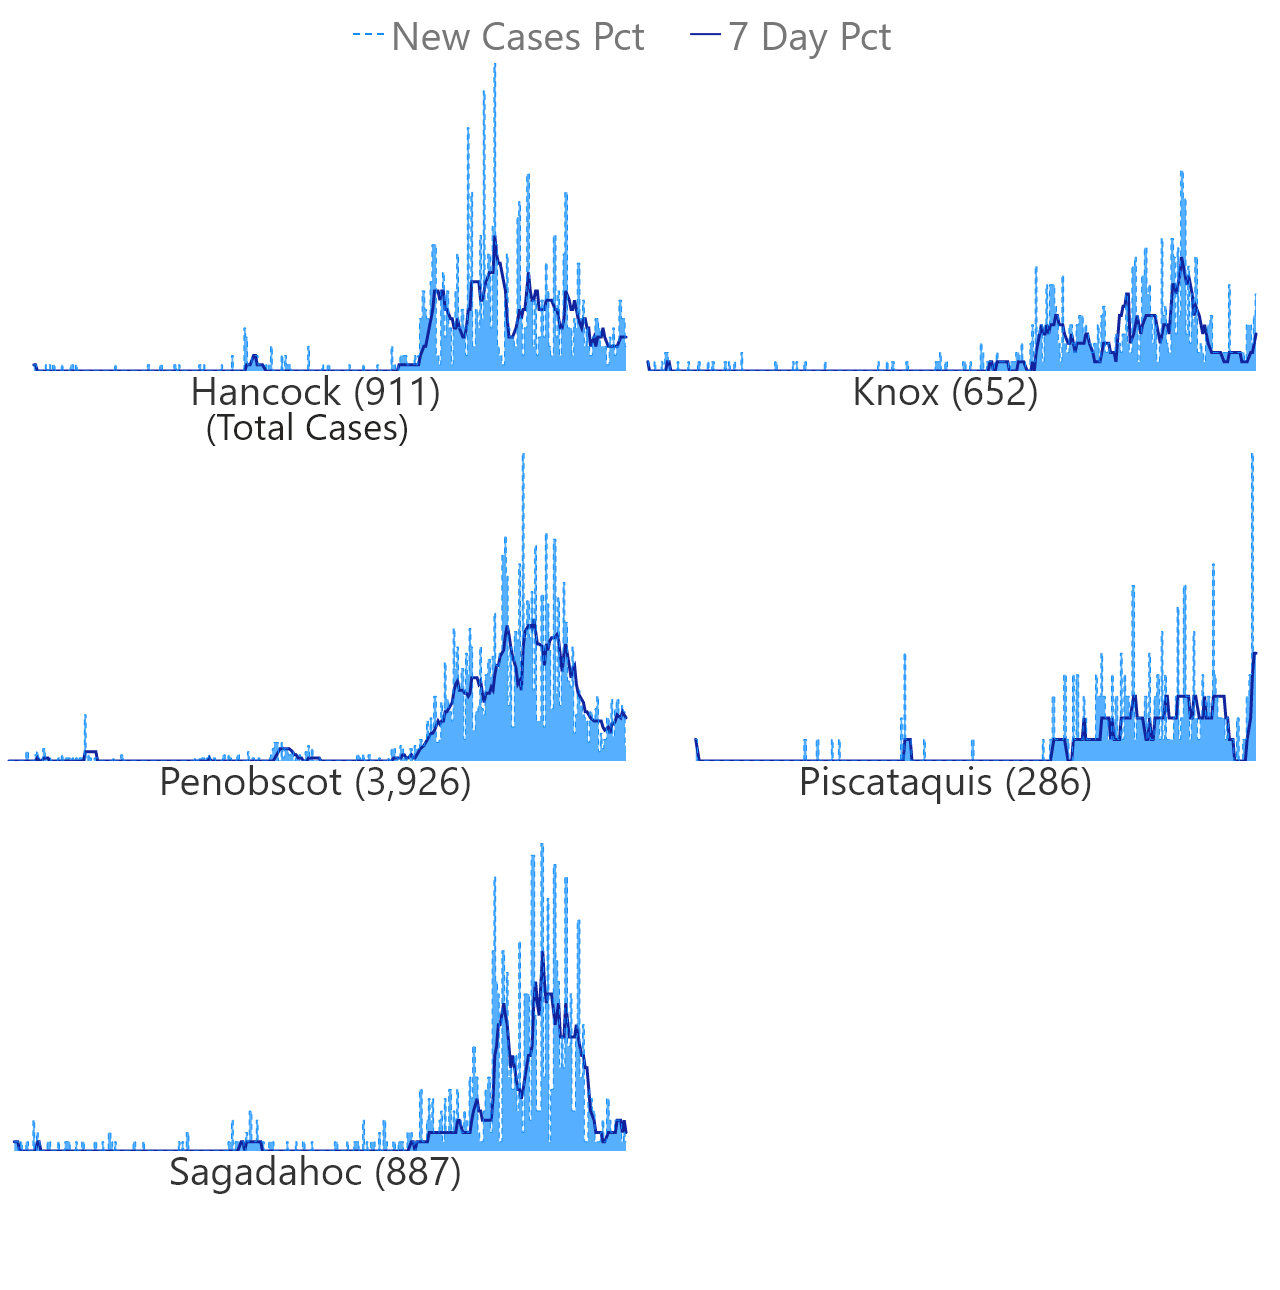 New Cases Pct 7 Day Pct
Hancock (911) Knox (652)
(Total Cases)
Penobscot (3,926) Piscataquis (286)
Sagadahoc (887)